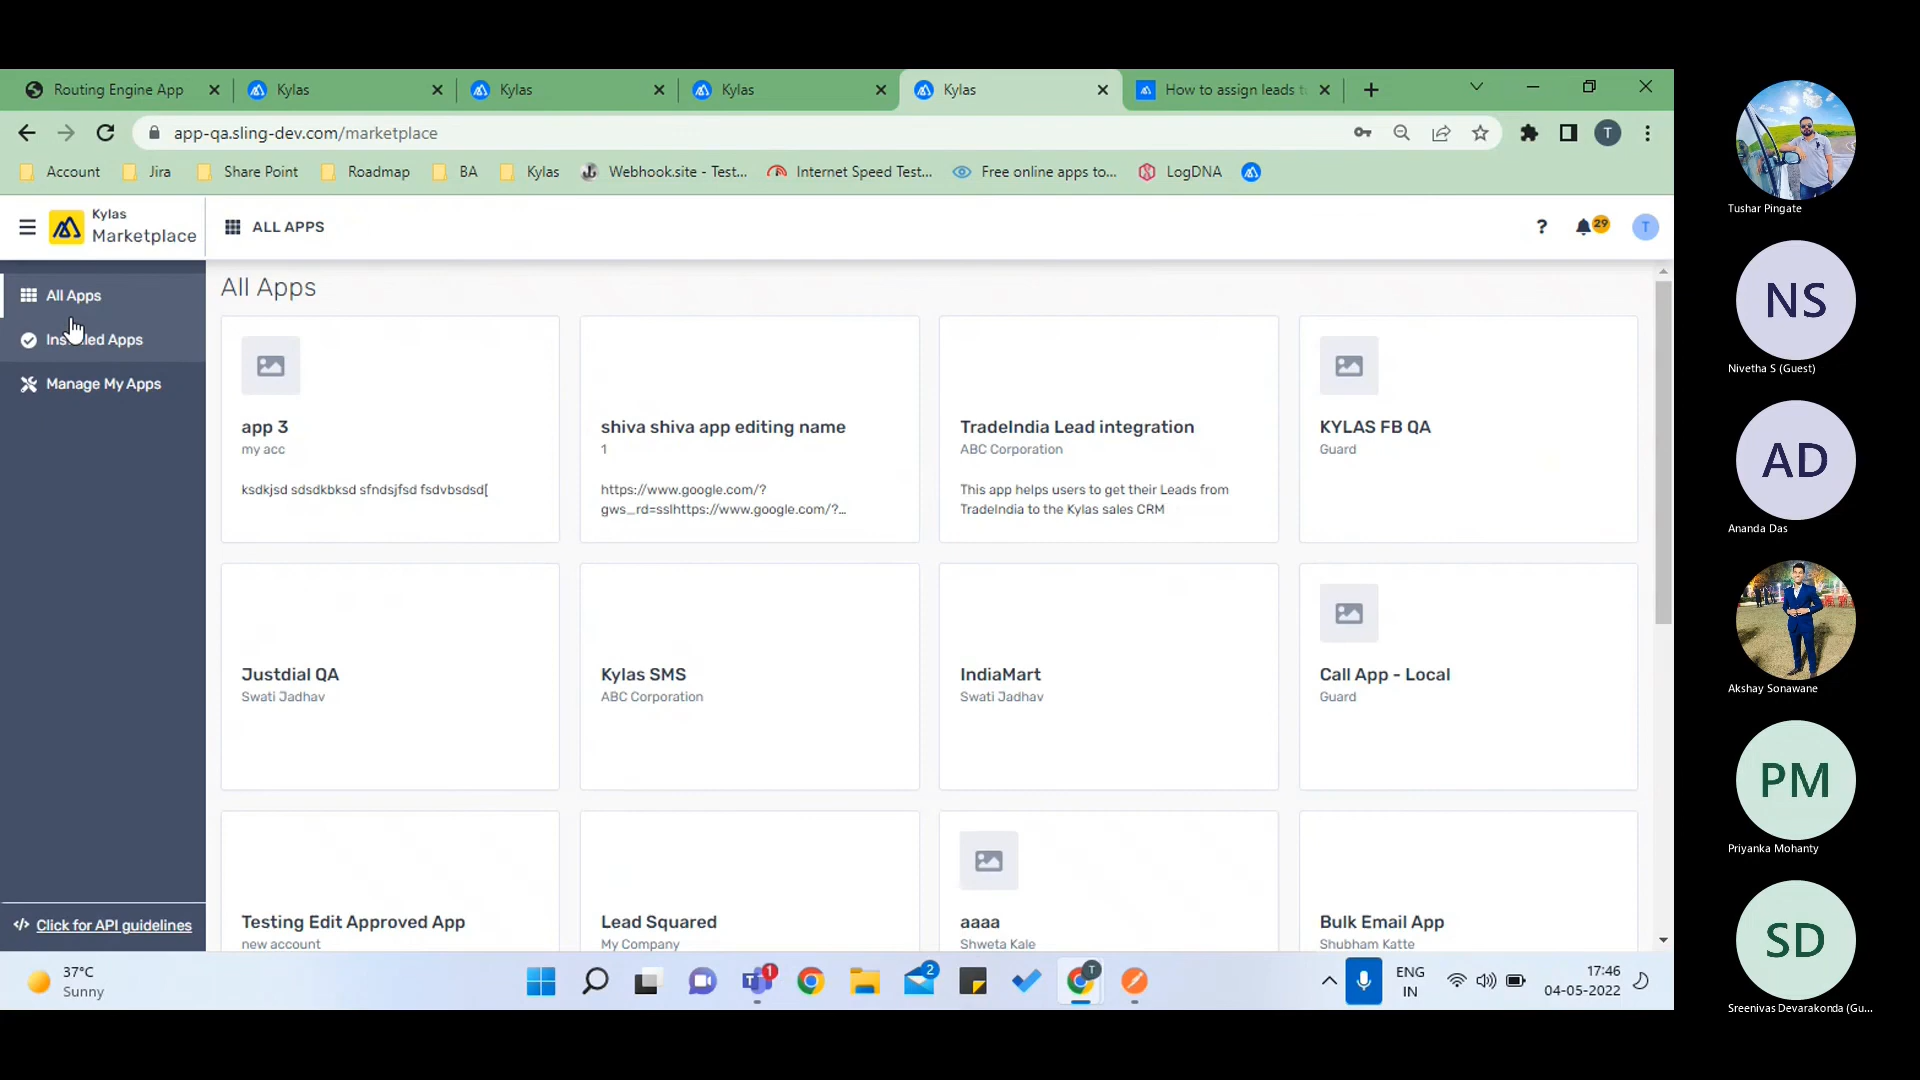 Routing Engine App
Kylas
Kylas
Kylas
Kylas
How to assign leads t
app-qa.sling-dev.com/marketplace
T
Account
Jira
Share Point
Roadmap
BA
Kylas
Webhook.site - Test...
Internet Speed Test...
Free online apps to...
LogDNA
Kylas
Marketplace
ALL APPS
?
29
T
All Apps
Installed Apps
Manage My Apps
Click for API guidelines
All Apps
app 3
my acc
ksdkjsd sdsdkbksd sfndsjfsd fsdvbsdsd[
shiva shiva app editing name
1
https://www.google.com/?
gws_rd=sslhttps://www.google.com/?...
TradeIndia Lead integration
ABC Corporation
This app helps users to get their Leads from
TradeIndia to the Kylas sales CRM
KYLAS FB QA
Guard
Justdial QA
Swati Jadhav
Kylas SMS
ABC Corporation
IndiaMart
Swati Jadhav
Call App - Local
Guard
Testing Edit Approved App
new account
Lead Squared
My Company
aaaa
Shweta Kale
Bulk Email App
Shubham Katte
37°C
Sunny
1
2
T
ENG
IN
17:46
04-05-2022
Tushar Pingate
NS
Nivetha S (Guest)
AD
Ananda Das
Akshay Sonawane
PM
Priyanka Mohanty
SD
Sreenivas Devarakonda (Gu...